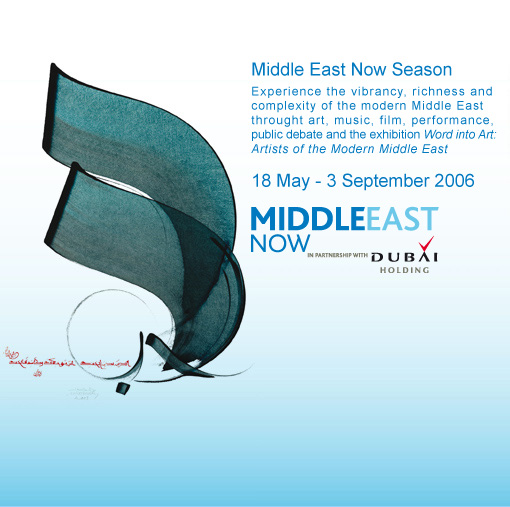 Middle East Now Season
Experience the vibrancy, richness and
complexity of the modern Middle East
throught art, music, film, performance,
public debate and the exhibition Word into Art:
Artists of the Modern Middle East
18 May - 3 September 2006
MIDDLEEAST
NOW
IN PARTNERSHIP WITH DUBAI
HOLDING